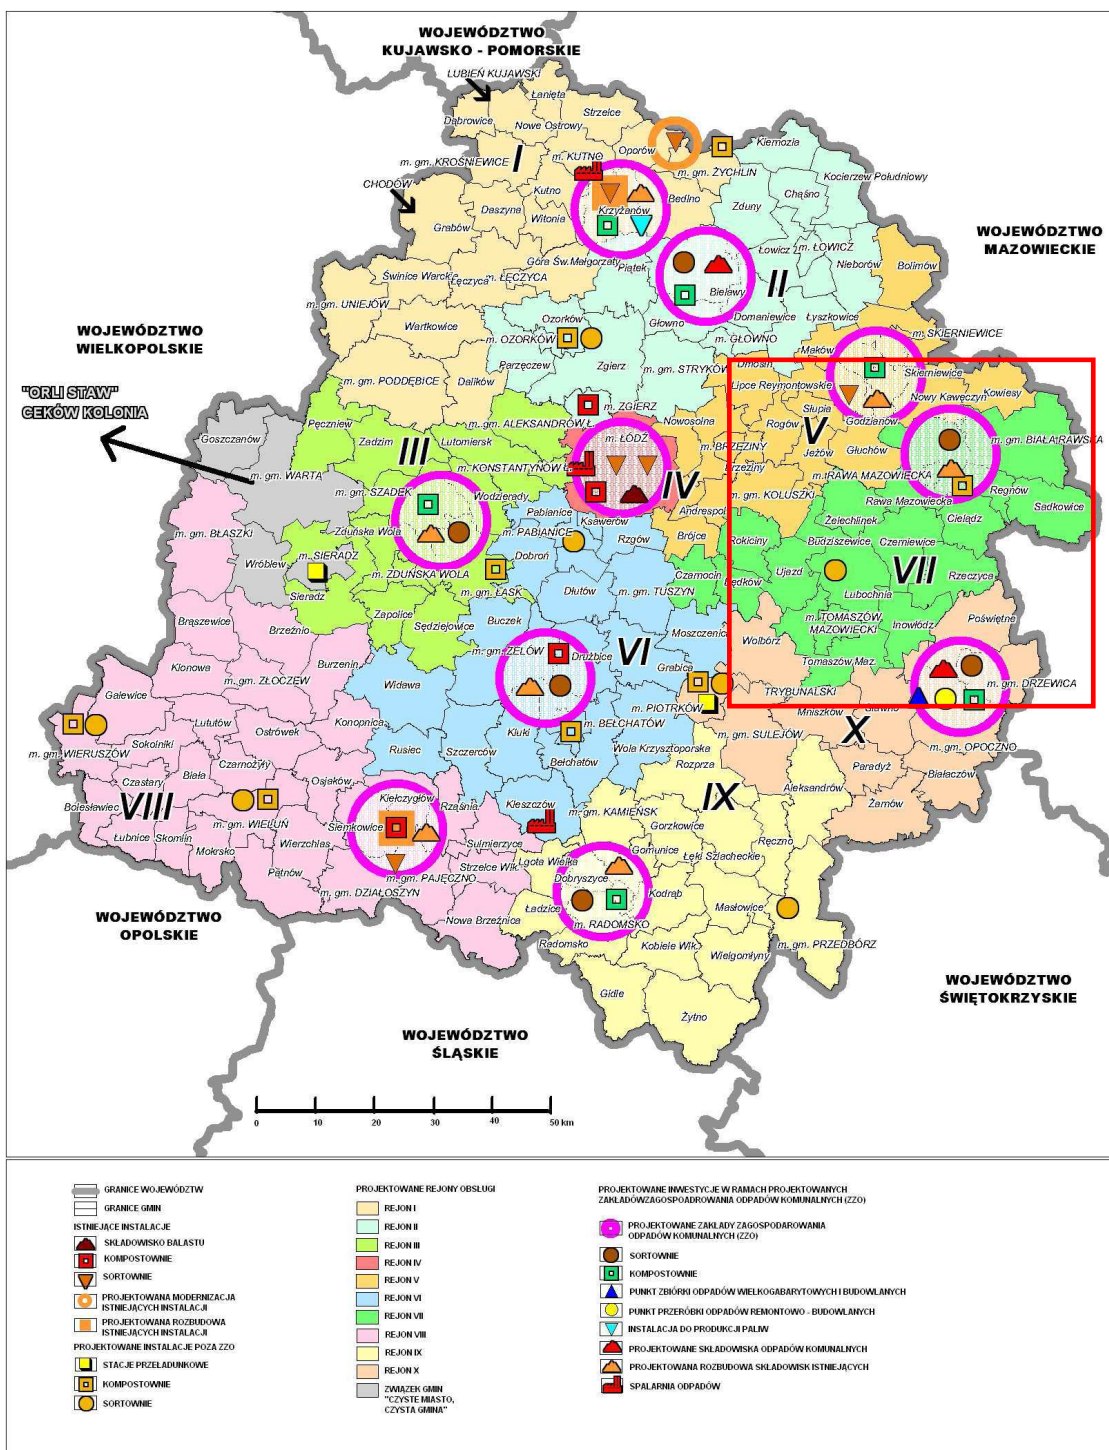 WOJEWÓDZTWO
KUJAWSKO - POMORSKIE
LUBIEŃ KUJAWSKI
Łanięta
Strzelce
Dąbrowice
Nowe Ostrowy
Oporów
Kiernozia
I
m. KUTNO
m. gm. KROŚNIEWICE
m. gm. ŻYCHLIN
Kocierzew Południowy
CHODÓW
Kutno
Bedlno
Chąśno
Zduny
Daszyna
Krzyżanów
Witonia
Grabów
WOJEWÓDZTWO
MAZOWIECKIE
Łowicz
m. ŁOWICZ
Góra Św. Małgorzaty
Piątek
Nieborów
Bolimów
Świnice Warckie
Łęczyca
m. ŁĘCZYCA
II
Bielawy
m. gm. UNIEJÓW
Ozorków
Głowno
Domaniewice
Łyszkowice
WOJEWÓDZTWO
WIELKOPOLSKIE
Wartkowice
m. OZORKÓW
m. GŁOWNO
m. SKIERNIEWICE
Maków
Parzęczew
Zgierz
m. gm. STRYKÓW
Dmosin
Skierniewice
"ORLI STAW"
CEKÓW KOLONIA
m. gm. PODDĘBICE
Dalików
Lipce Reymontowskie
Nowy Kawęczyn
Kowiesy
Pęczniew
m. ZGIERZ
Słupia
m. gm. ALEKSANDRÓW Ł.
Nowosolna
Rogów
V
Godzianów
Goszczanów
Zadzim
III
Lutomiersk
m. ŁÓDŹ
m. BRZEZINY
Jeżów
Głuchów
m. gm. BIAŁA RAWSKA
m. gm. WARTA
m. KONSTANTYNÓW Ł.
Brzeziny
m. RAWA MAZOWIECKA
m. gm. SZADEK
Wodzierady
IV
m. gm. KOLUSZKI
Rawa Mazowiecka
Regnów
Sadkowice
Pabianice
Ksawerów
Andrespol
Cielądz
Żelechlinek
m. gm. BŁASZKI
Zduńska Wola
m. PABIANICE
Rzgów
Brójce
Rokiciny
Budziszewice
Czerniewice
Wróblew
m. SIERADZ
Dobroń
m. ZDUŃSKA WOLA
Czarnocin
Będków
Ujazd
VII
Rzeczyca
Sieradz
m. gm. ŁASK
Dłutów
m. gm. TUSZYN
Lubochnia
Brąszewice
Zapolice
Buczek
m. TOMASZÓW
MAZOWIECKI
Inowłódz
Poświętne
Brzeźnio
Sędziejowice
Moszczenica
Wolbórz
Klonowa
Burzenin
m. gm. ZELÓW
Drużbice
VI
Grabica
Tomaszów Maz.
m. gm. ZŁOCZEW
Widawa
m. gm. DRZEWICA
Galewice
TRYBUNALSKI
Sławno
m. PIOTRKÓW
Mniszków
Konopnica
Lututów
Ostrówek
Kluki
m. BEŁCHATÓW
m. gm. SULEJÓW
X
Sokolniki
Rusiec
Szczerców
Wola Krzysztoporska
m. gm. OPOCZNO
m. gm. WIERUSZÓW
Czarnożyły
Bełchatów
Rozprza
Paradyż
Białaczów
Biała
Osjaków
Czastary
Aleksandrów
Bolesławiec
VIII
Kiełczygłów
Rząśnia
Kleszczów
IX
Żarnów
m. gm. WIELUŃ
Siemkowice
m. gm. KAMIEŃSK
Gorzkowice
Łubnice
Skomlin
Wierzchlas
Sulmierzyce
Gomunice
Ręczno
Mokrsko
Łęki Szlacheckie
Pątnów
Strzelce Wlk.
Lgota Wielka
m. gm. PAJĘCZNO
Dobryszyce
Kodrąb
m. gm. DZIAŁOSZYN
Ładzice
Masłowice
WOJEWÓDZTWO
OPOLSKIE
Nowa Brzeźnica
m. RADOMSKO
Radomsko
Kobiele Wlk.
m. gm. PRZEDBÓRZ
Wielgomłyny
WOJEWÓDZTWO
ŚWIĘTOKRZYSKIE
Gidle
Żytno
WOJEWÓDZTWO
ŚLĄSKIE
0 10 20 30 40 50 km
GRANICE WOJEWÓDZTW
GRANICE GMIN
ISTNIEJĄCE INSTALACJE
SKŁADOWISKO BALASTU
KOMPOSTOWNIE
SORTOWNIE
PROJEKTOWANA MODERNIZACJA
ISTNIEJĄCYCH INSTALACJI
PROJEKTOWANA ROZBUDOWA
ISTNIEJĄCYCH INSTALACJI
PROJEKTOWANE INSTALACJE POZA ZZO
STACJE PRZEŁADUNKOWE
KOMPOSTOWNIE
SORTOWNIE
PROJEKTOWANE REJONY OBSŁUGI
REJON I
REJON II
REJON III
REJON IV
REJON V
REJON VI
REJON VII
REJON VIII
REJON IX
REJON X
ZWIĄZEK GMIN
"CZYSTE MIASTO,
CZYSTA GMINA"
PROJEKTOWANE INWESTYCJE W RAMACH PROJEKTOWANYCH
ZAKŁADÓWZAGOSPOADROWANIA ODPADÓW KOMUNALNYCH (ZZO)
PROJEKTOWANE ZAKŁADY ZAGOSPODAROWANIA
ODPADÓW KOMUNALNYCH (ZZO)
SORTOWNIE
KOMPOSTOWNIE
PUNKT ZBIÓRKI ODPADÓW WIELKOGABARYTOWYCH I BUDOWLANYCH
PUNKT PRZERÓBKI ODPADÓW REMONTOWO - BUDOWLANYCH
INSTALACJA DO PRODUKCJI PALIW
PROJEKTOWANE SKŁADOWISKA ODPADÓW KOMUNALNYCH
PROJEKTOWANA ROZBUDOWA SKŁADOWISK ISTNIEJĄCYCH
SPALARNIA ODPADÓW